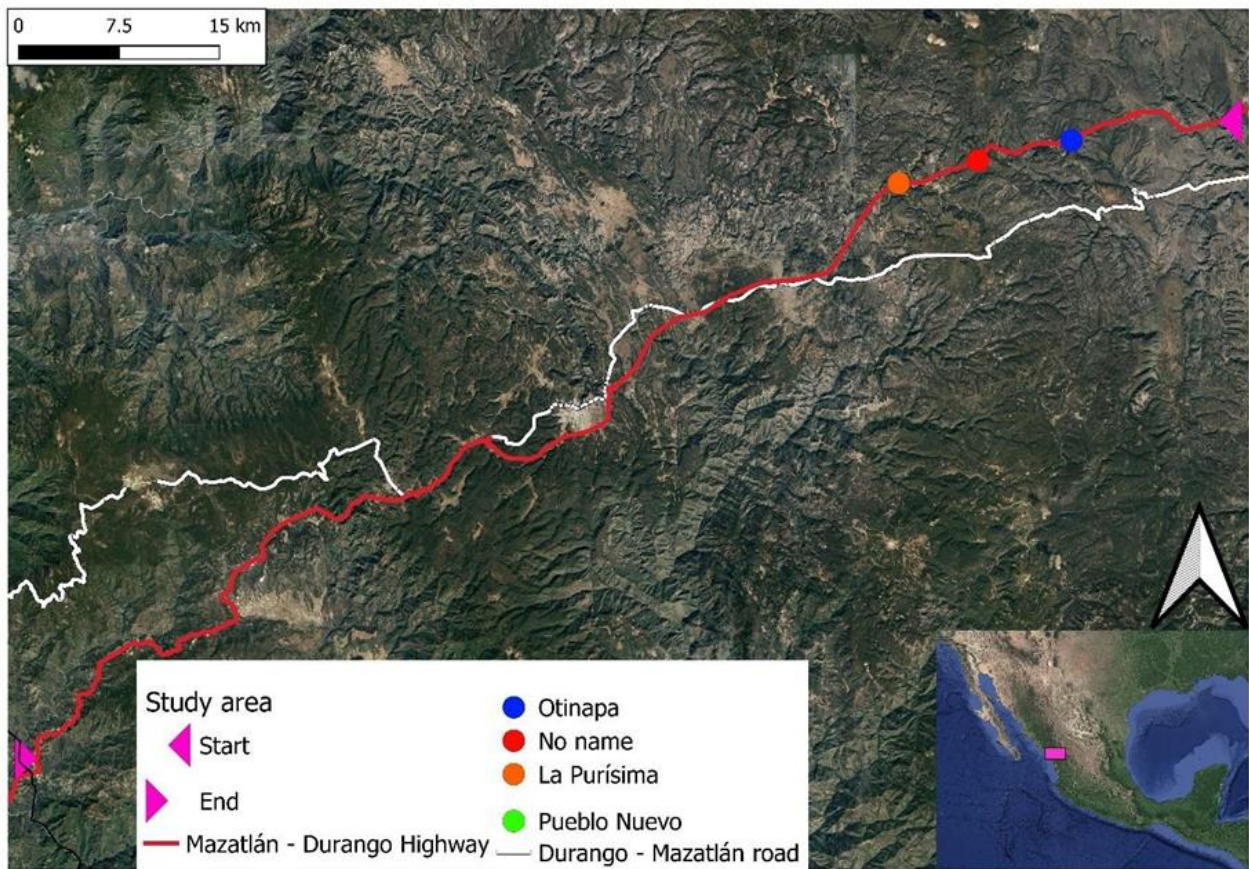 0 7.5 15 km
Study area
Start
End
Mazatlán - Durango Highway
Otinapa
No name
La Purísima
Pueblo Nuevo
Durango - Mazatlán road